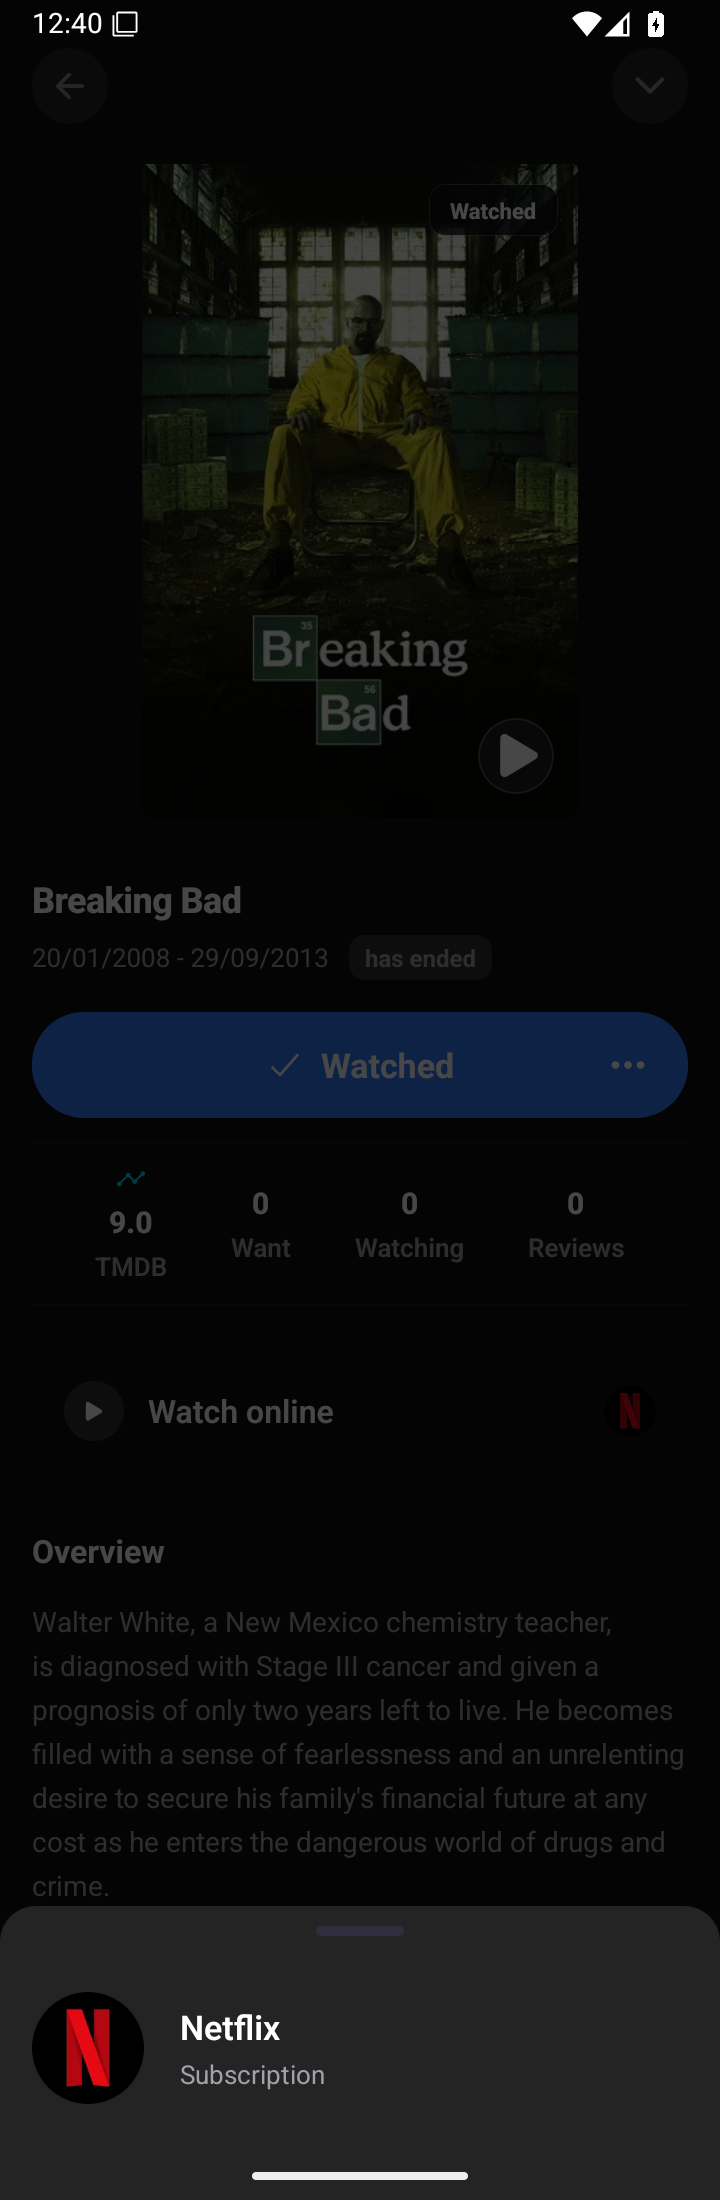 12:40
Watched
35
Breaking
56
Bad
Breaking Bad
20/01/2008 - 29/09/2013 has ended
Watched
9.0 0 0 0
TMDB Want Watching Reviews
Watch online
Overview
Walter White, a New Mexico chemistry teacher,
is diagnosed with Stage III cancer and given a
prognosis of only two years left to live. He becomes
filled with a sense of fearlessness and an unrelenting
desire to secure his family's financial future at any
cost as he enters the dangerous world of drugs and
crime.
Netflix
Subscription